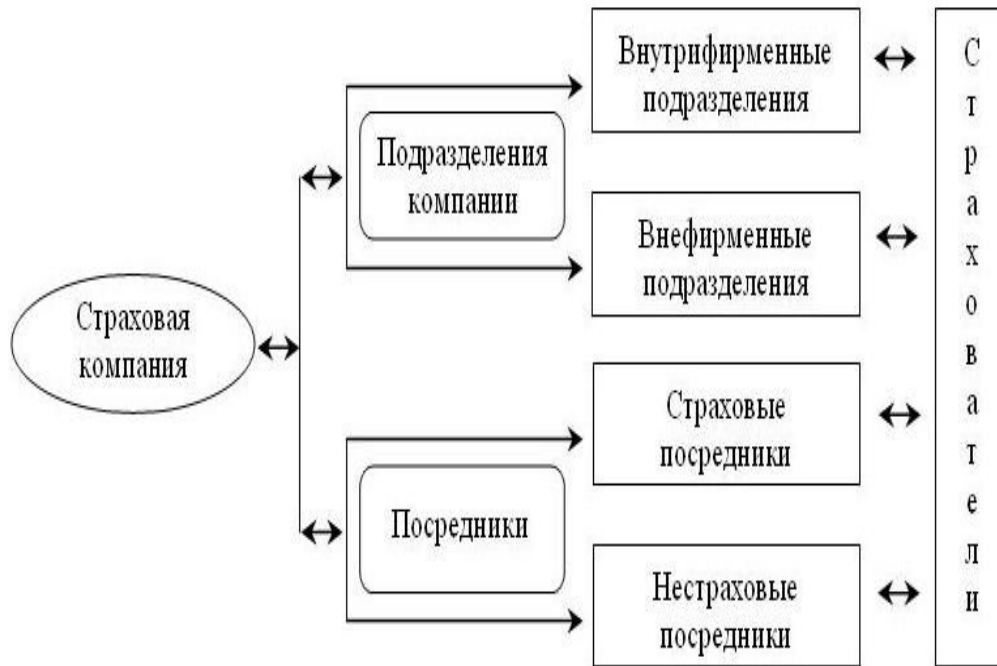 Страховая
компания
Подразделения
компании
Посредники
Внутрифирменные
подразделения
Внефирменные
подразделения
Страховые
посредники
Нестраховые
посредники
С
т
р
а
х
о
в
а
т
е
л
и